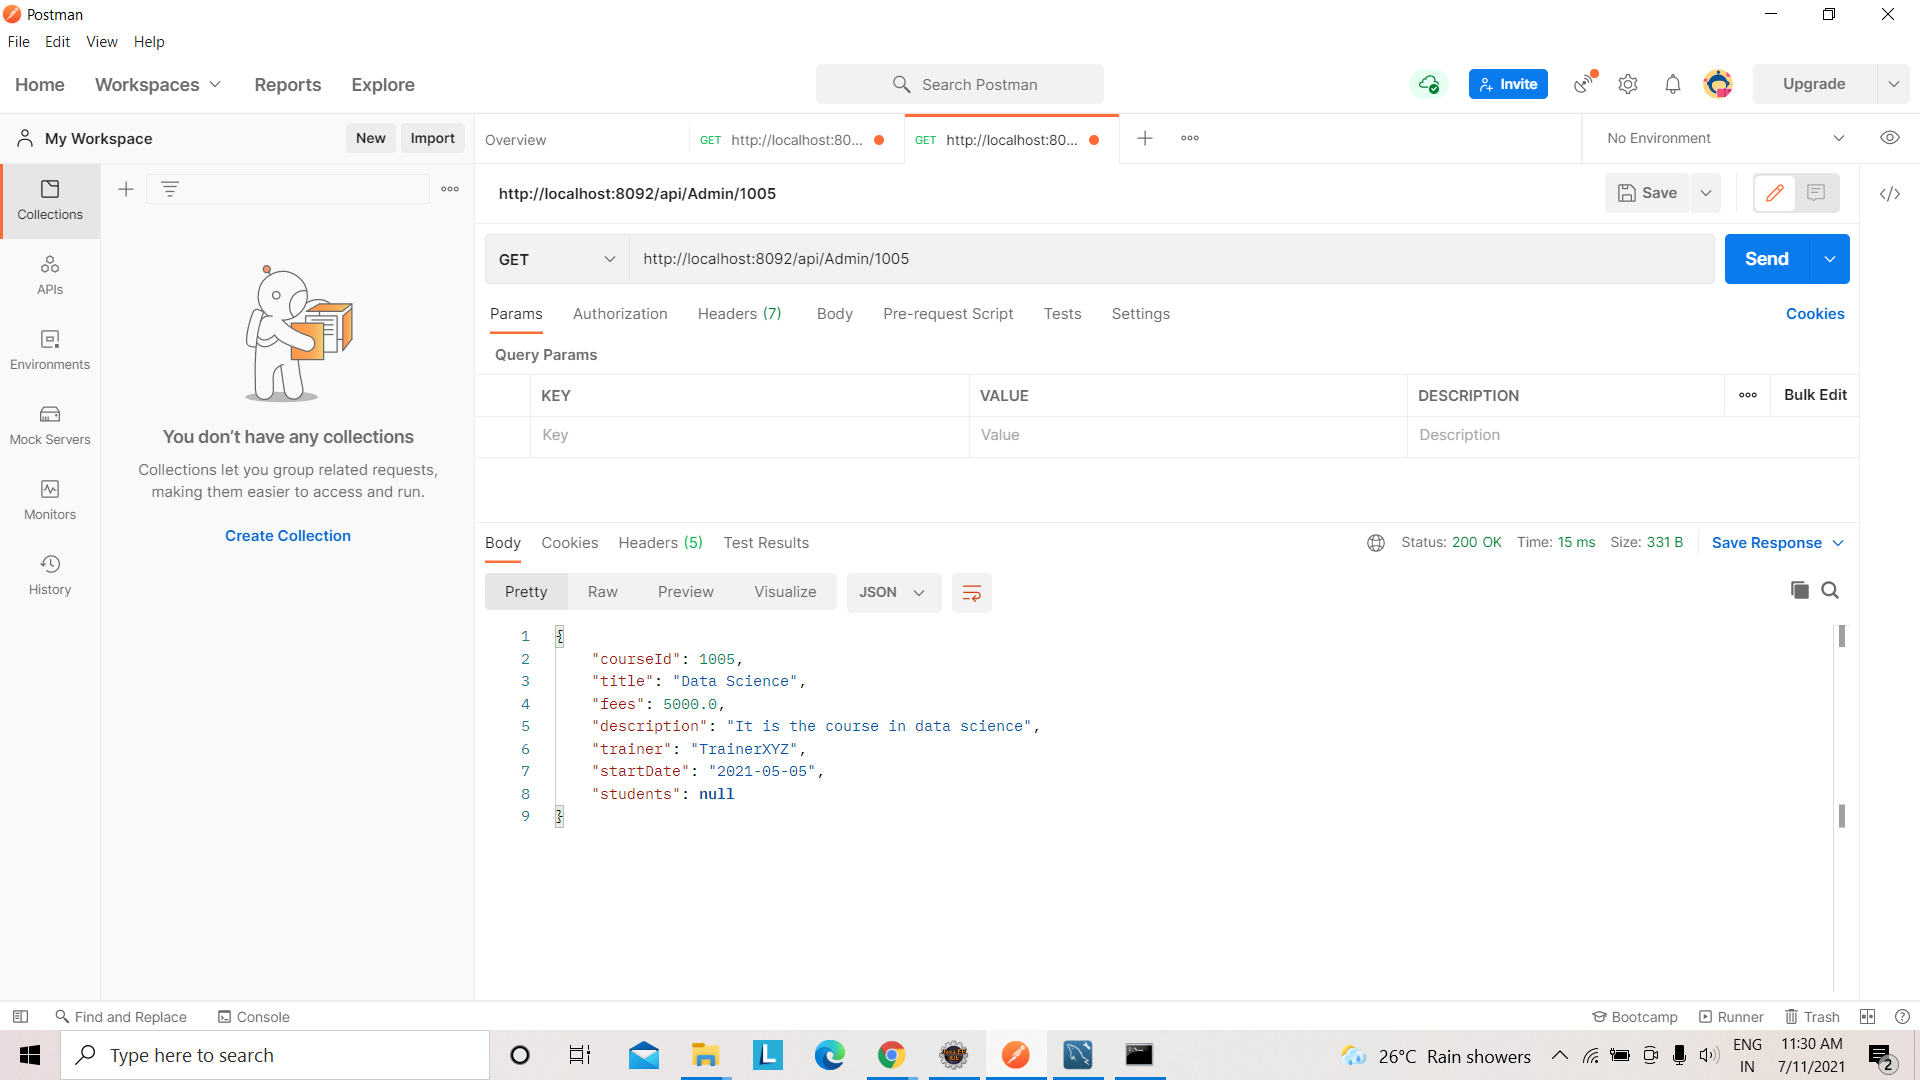 Postman
File Edit View Help
Home Workspaces Reports Explore Search Postman Invite Upgrade
My Workspace New Import Overview GET http://localhost:80... GET http://localhost:80... No Environment
http://localhost:8092/api/Admin/1005 Save
Collections
APIs
Environments
Mock Servers
Monitors
History
You don’t have any collections
Collections let you group related requests,
making them easier to access and run.
Create Collection
GET http://localhost:8092/api/Admin/1005 Send
Params Authorization Headers (7) Body Pre-request Script Tests Settings Cookies
Query Params
KEY VALUE DESCRIPTION Bulk Edit
Key Value Description
Body Cookies Headers (5) Test Results Status: 200 OK Time: 15 ms Size: 331 B Save Response
Pretty Raw Preview Visualize JSON
1 {
2 "courseId": 1005,
3 "title": "Data Science",
4 "fees": 5000.0,
5 "description": "It is the course in data science",
6 "trainer": "TrainerXYZ",
7 "startDate": "2021-05-05",
8 "students": null
9 }
Find and Replace Console Bootcamp Runner Trash
Type here to search L 26°C Rain showers ENG 11:30 AM
IN 7/11/2021 2